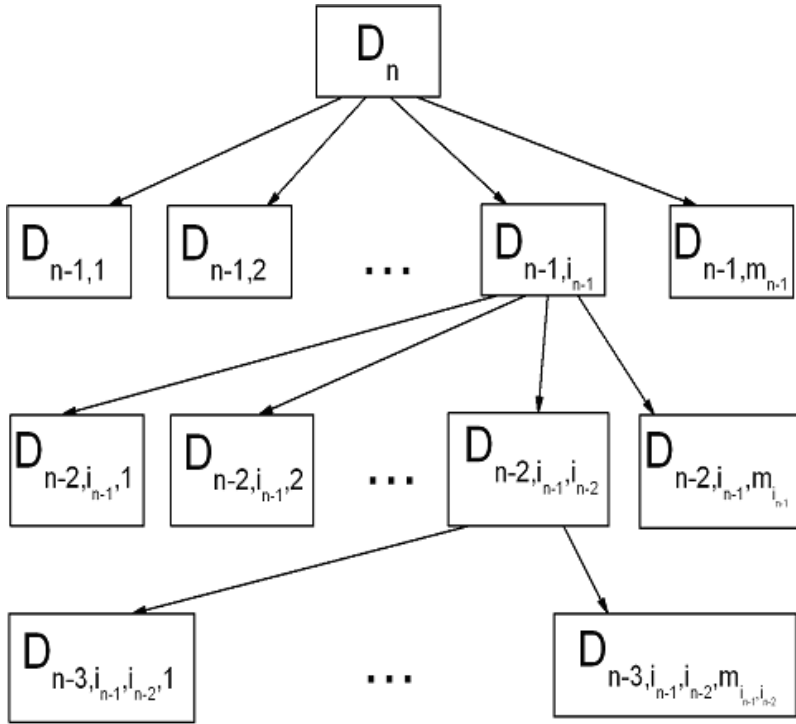 Dₙ
D_{n-1,1} D_{n-1,2} ... D_{n-1,i_{n-1}} D_{n-1,m_{n-1}}
D_{n-2,i_{n-1},1} D_{n-2,i_{n-1},2} ... D_{n-2,i_{n-1},i_{n-2}} D_{n-2,i_{n-1},m_{i_{n-1}}}
D_{n-3,i_{n-1},i_{n-2},1} ... D_{n-3,i_{n-1},i_{n-2},m_{i_{n-1},i_{n-2}}}